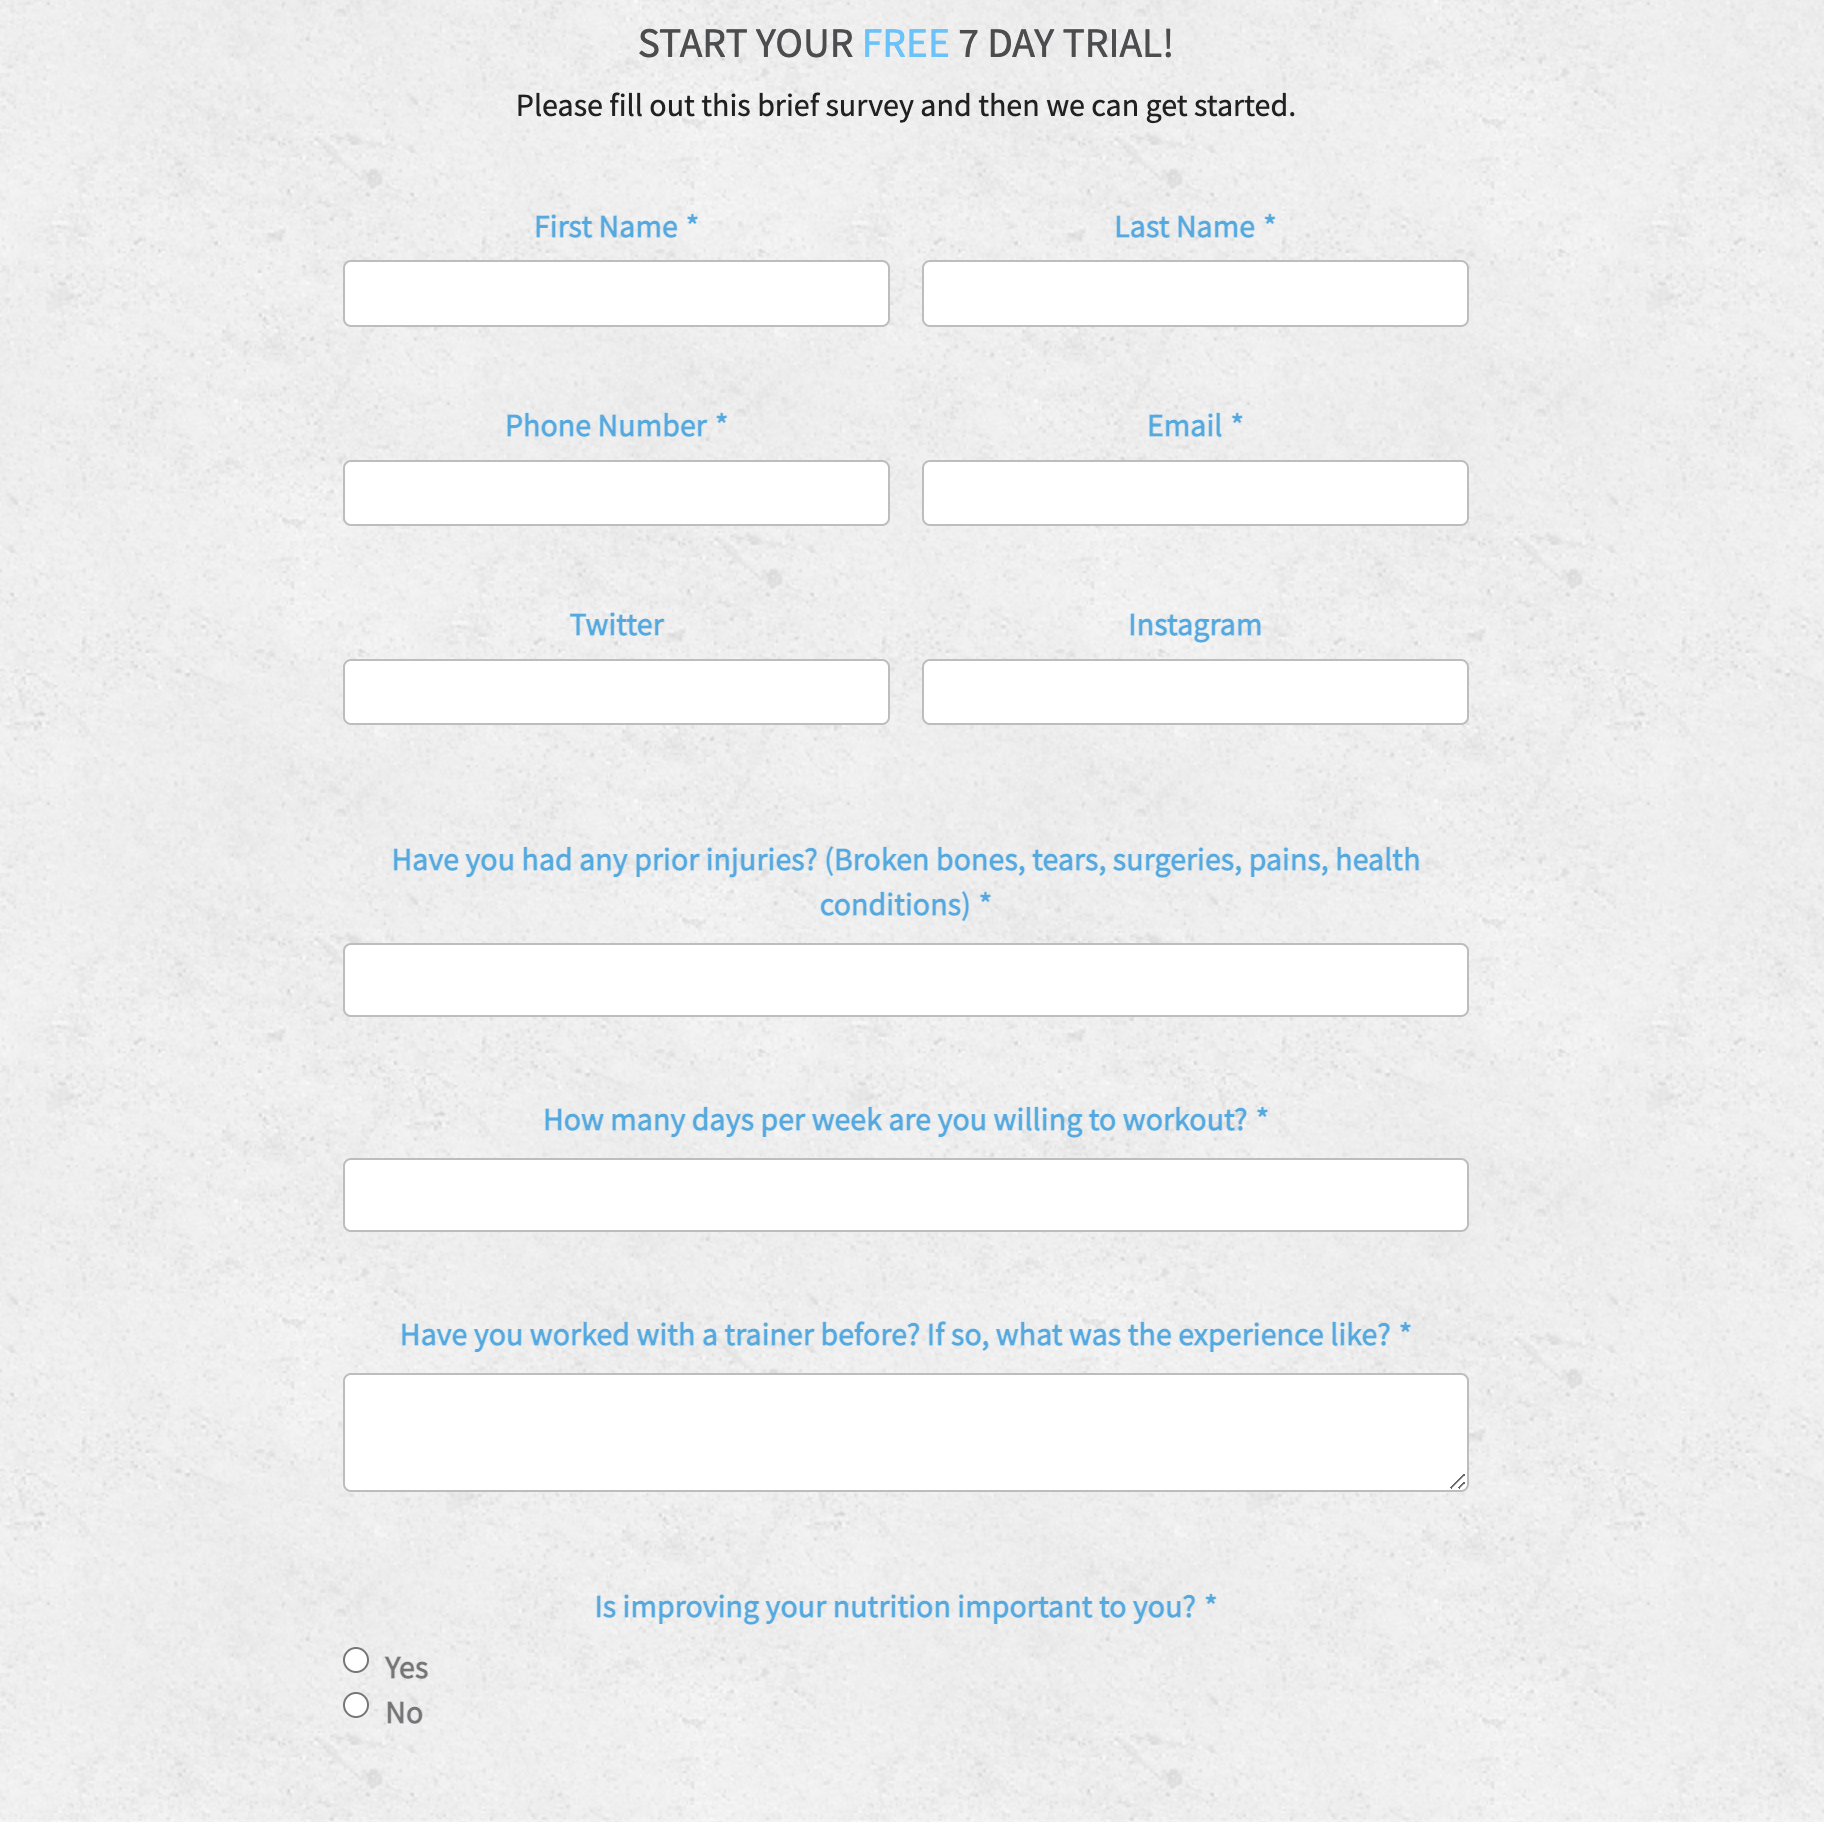 START YOUR FREE 7 DAY TRIAL!
Please fill out this brief survey and then we can get started.
First Name *
Last Name *
Phone Number *
Email *
Twitter
Instagram
Have you had any prior injuries? (Broken bones, tears, surgeries, pains, health
conditions) *
How many days per week are you willing to workout? *
Have you worked with a trainer before? If so, what was the experience like? *
Is improving your nutrition important to you? *
Yes
No